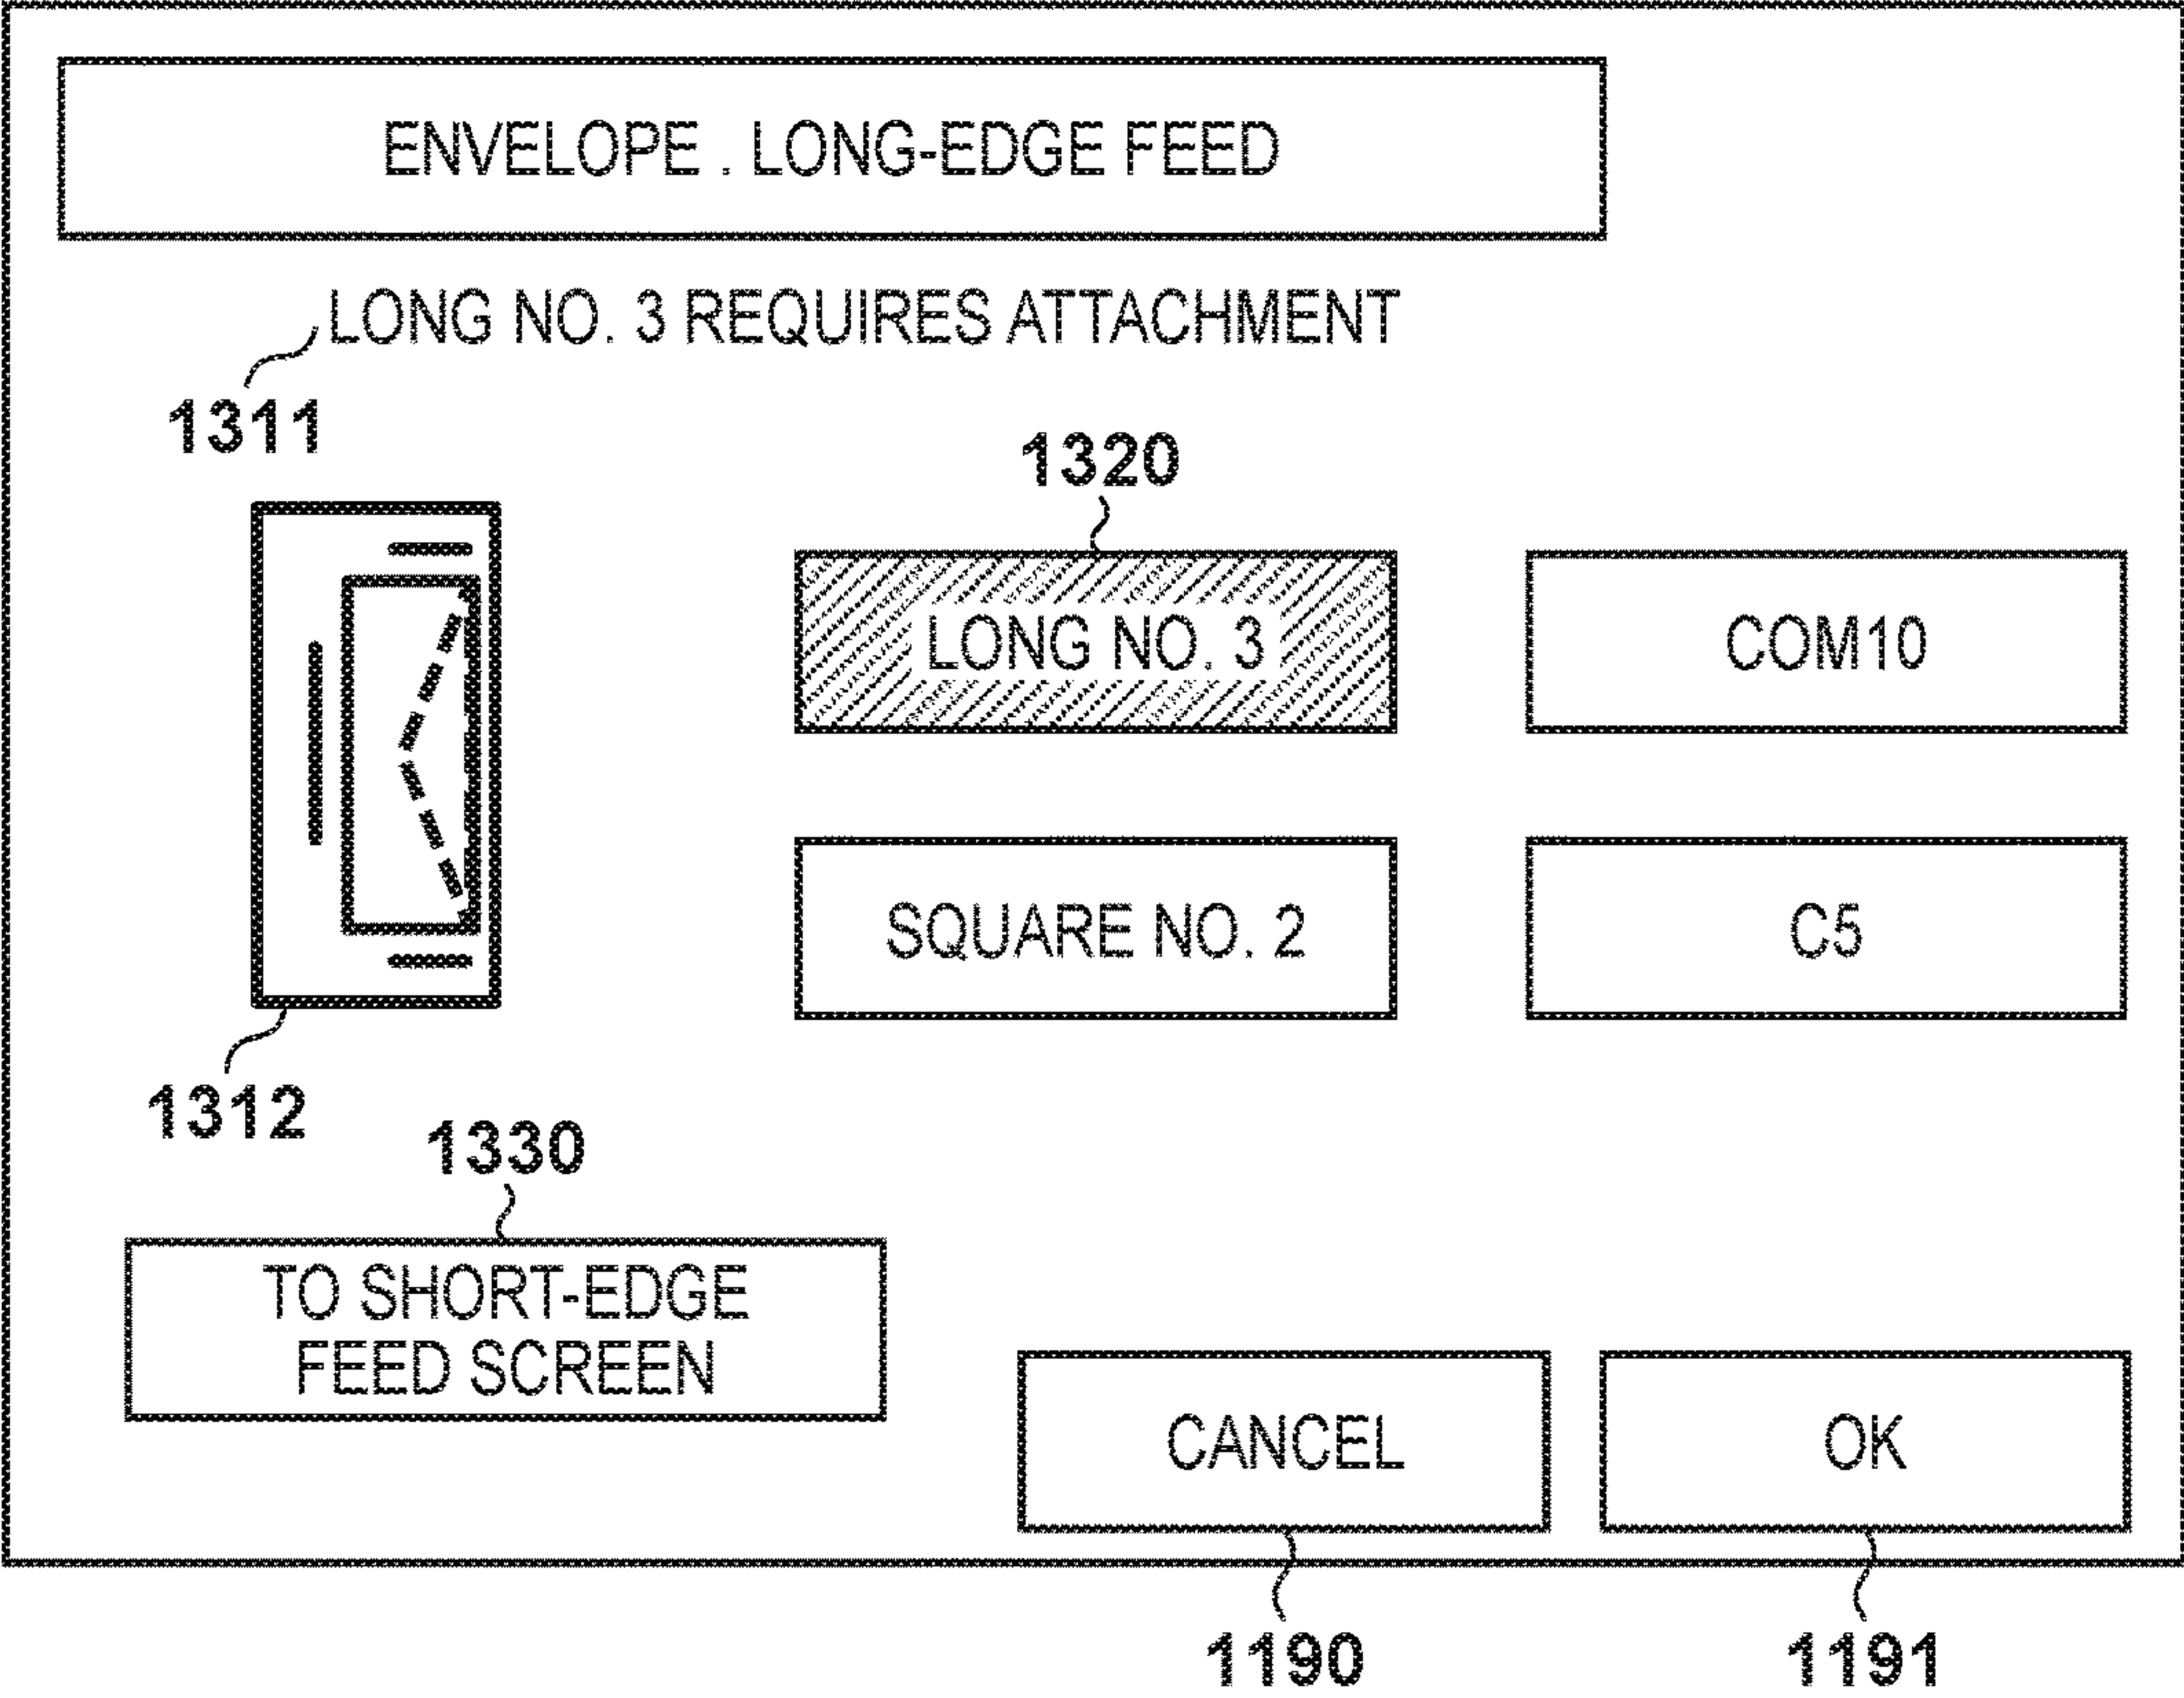 ENVELOPE . LONG-EDGE FEED
LONG NO. 3 REQUIRES ATTACHMENT
1311
1320
LONG NO. 3
COM10
SQUARE NO. 2
C5
1312
1330
TO SHORT-EDGE
FEED SCREEN
CANCEL
OK
1190
1191